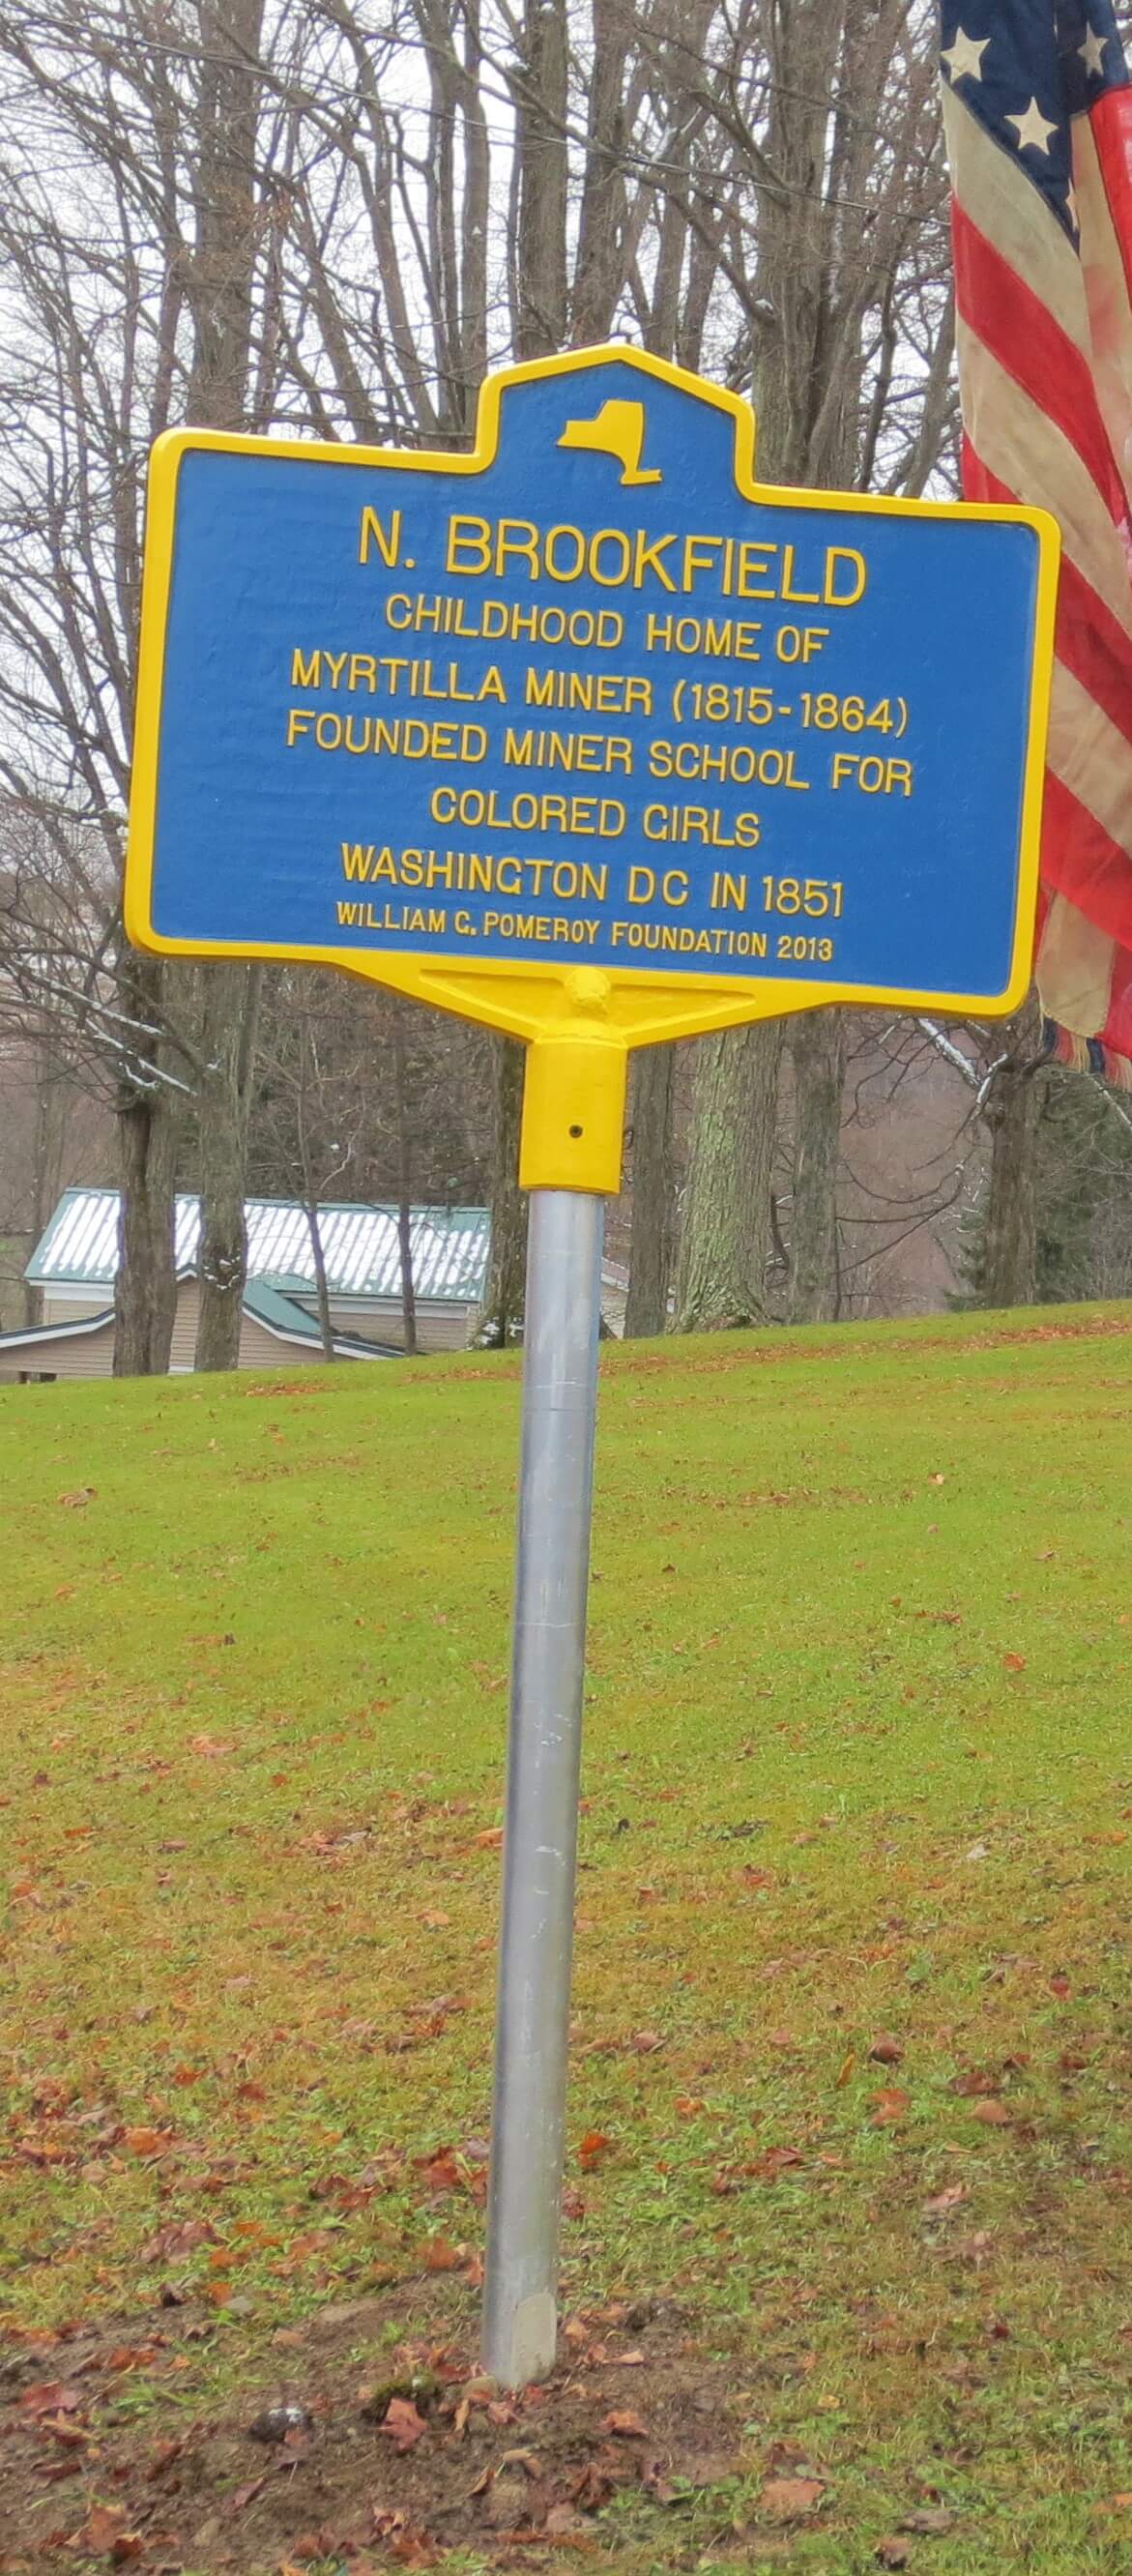 N. BROOKFIELD
CHILDHOOD HOME OF
MYRTILLA MINER (1815-1864)
FOUNDED MINER SCHOOL FOR
COLORED GIRLS
WASHINGTON DC IN 1851
WILLIAM G. POMEROY FOUNDATION 2013